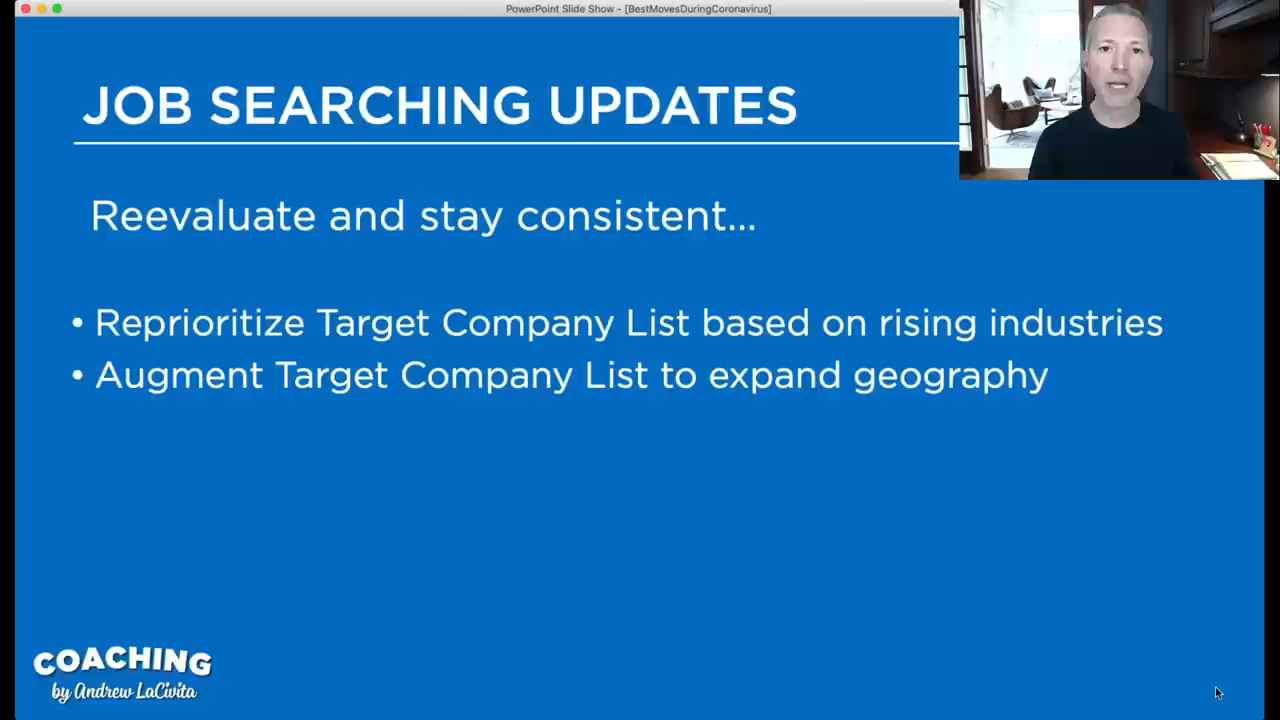 PowerPoint Slide Show - [BestMovesDuringCoronavirus]
JOB SEARCHING UPDATES
Reevaluate and stay consistent...
• Reprioritize Target Company List based on rising industries
• Augment Target Company List to expand geography
COACHING
by Andrew LaCivita